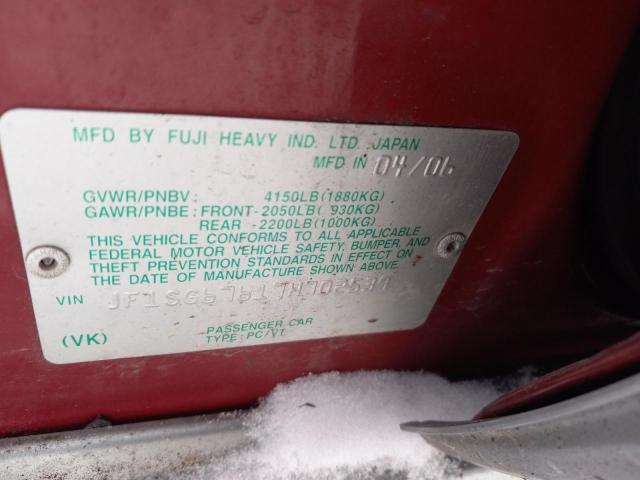 MFD BY FUJI HEAVY IND. LTD. JAPAN
MFD IN 04/06
GVWR/PNBV: 4150LB(1880KG)
GAWR/PNBE: FRONT-2050LB( 930KG)
REAR -2200LB(1000KG)
THIS VEHICLE CONFORMS TO ALL APPLICABLE
FEDERAL MOTOR VEHICLE SAFETY, BUMPER, AND
THEFT PREVENTION STANDARDS IN EFFECT ON
THE DATE OF MANUFACTURE SHOWN ABOVE.
VIN
PASSENGER CAR
(VK) TYPE: PC/VT